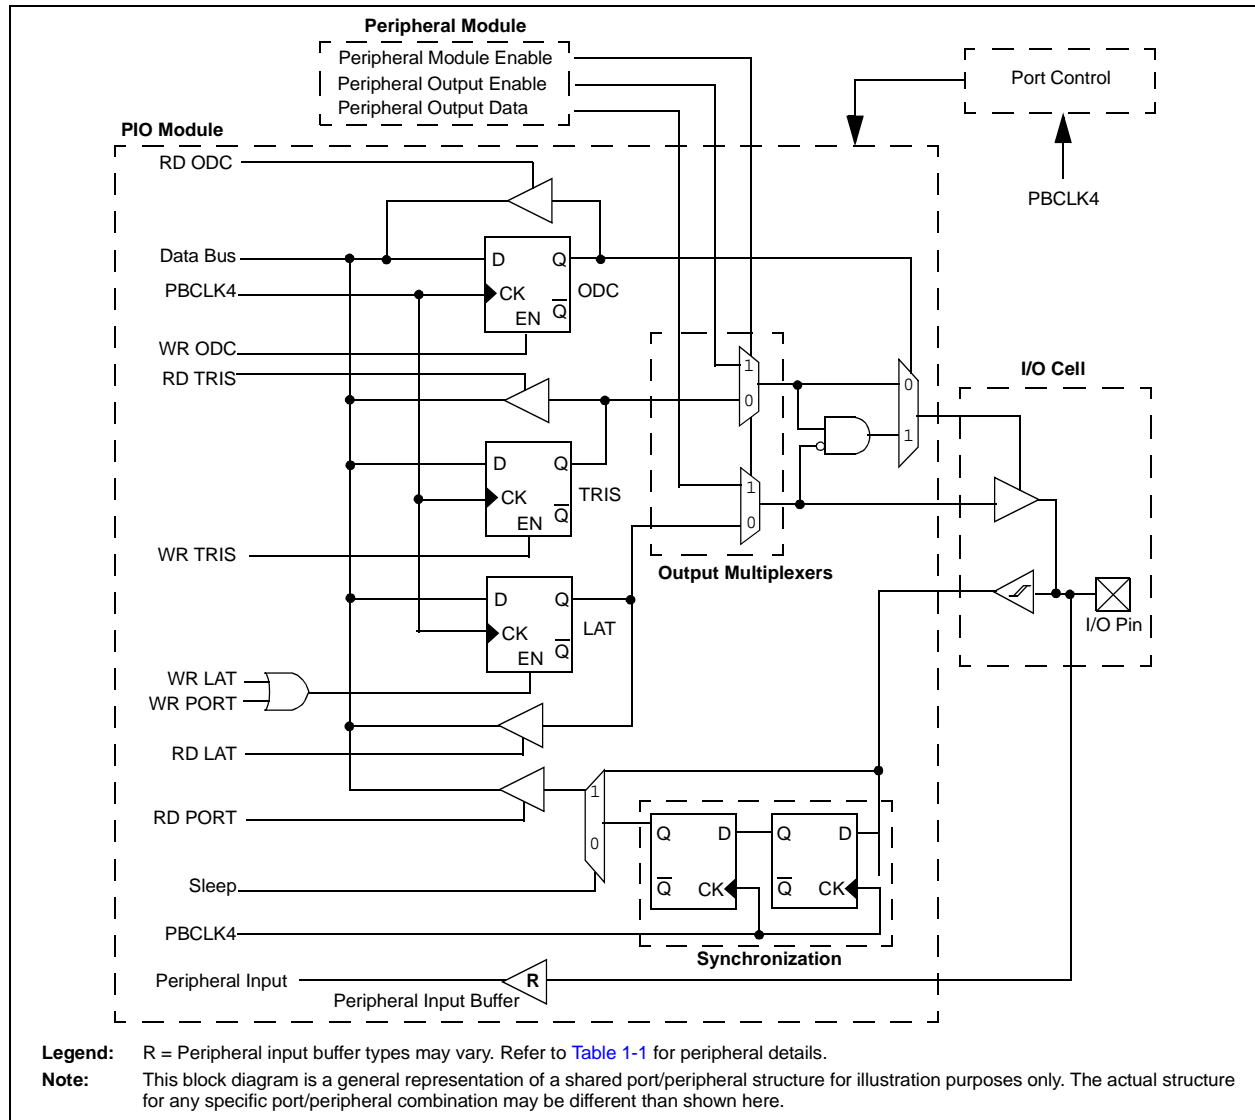 Peripheral Module
Peripheral Module Enable
Peripheral Output Enable
Peripheral Output Data
Port Control
PBCLK4
PIO Module
RD ODC
Data Bus
D Q
ODC
PBCLK4
CK
EN Q
WR ODC
RD TRIS
1
0
0
1
I/O Cell
D Q
TRIS
CK
EN Q
WR TRIS
1
0
Output Multiplexers
D Q
LAT
CK
EN Q
I/O Pin
WR LAT
WR PORT
RD LAT
RD PORT
1
0
Q D
Q CK
Q D
Q CK
Sleep
PBCLK4
Synchronization
Peripheral Input
R
Peripheral Input Buffer
Legend: R = Peripheral input buffer types may vary. Refer to Table 1-1 for peripheral details.
Note: This block diagram is a general representation of a shared port/peripheral structure for illustration purposes only. The actual structure
for any specific port/peripheral combination may be different than shown here.